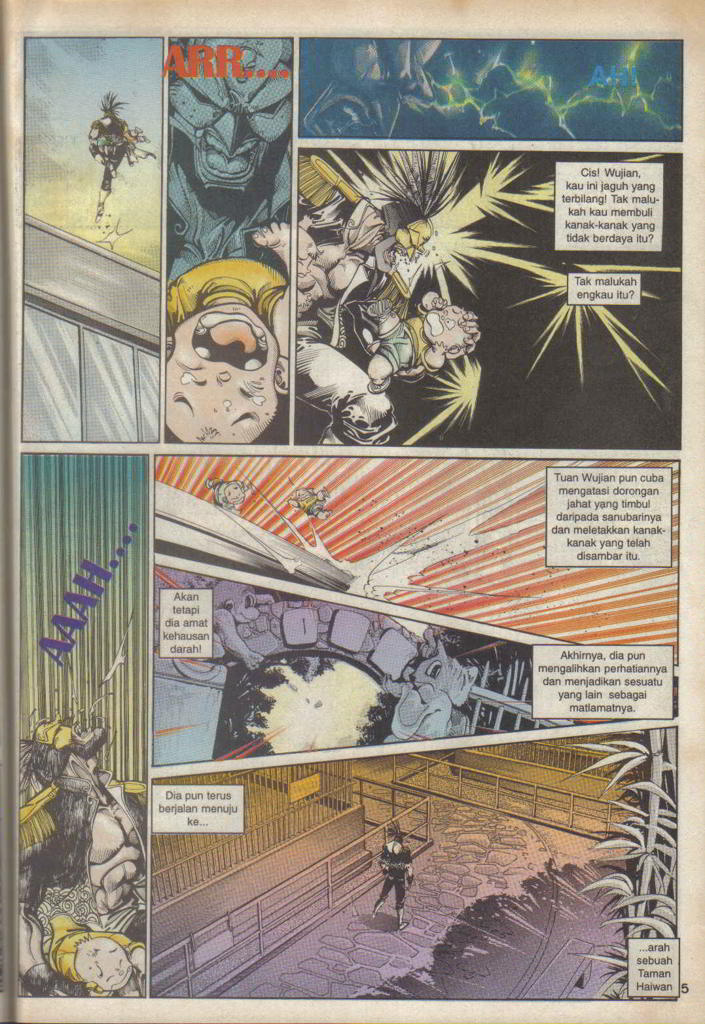 ARR....
AH!
Cis! Wujian,
kau ini jaguh yang
terbilang! Tak malu-
kah kau membuli
kanak-kanak yang
tidak berdaya itu?
Tak malukah
engkau itu?
AAAH....
Tuan Wujian pun cuba
mengatasi dorongan
jahat yang timbul
daripada sanubarinya
dan meletakkan kanak-
kanak yang telah
disambar itu.
Akan
tetapi
dia amat
kehausan
darah!
Akhirnya, dia pun
mengalihkan perhatiannya
dan menjadikan sesuatu
yang lain sebagai
matlamatnya.
Dia pun terus
berjalan menuju
ke...
...arah
sebuah
Taman
Haiwan
5